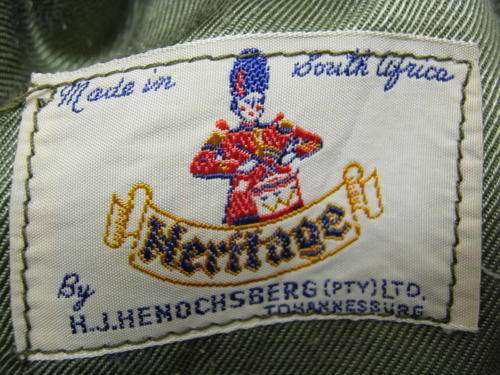 Made in South Africa
Heritage
By
H.J.HENOCHSBERG (PTY) LTD.
JOHANNESBURG